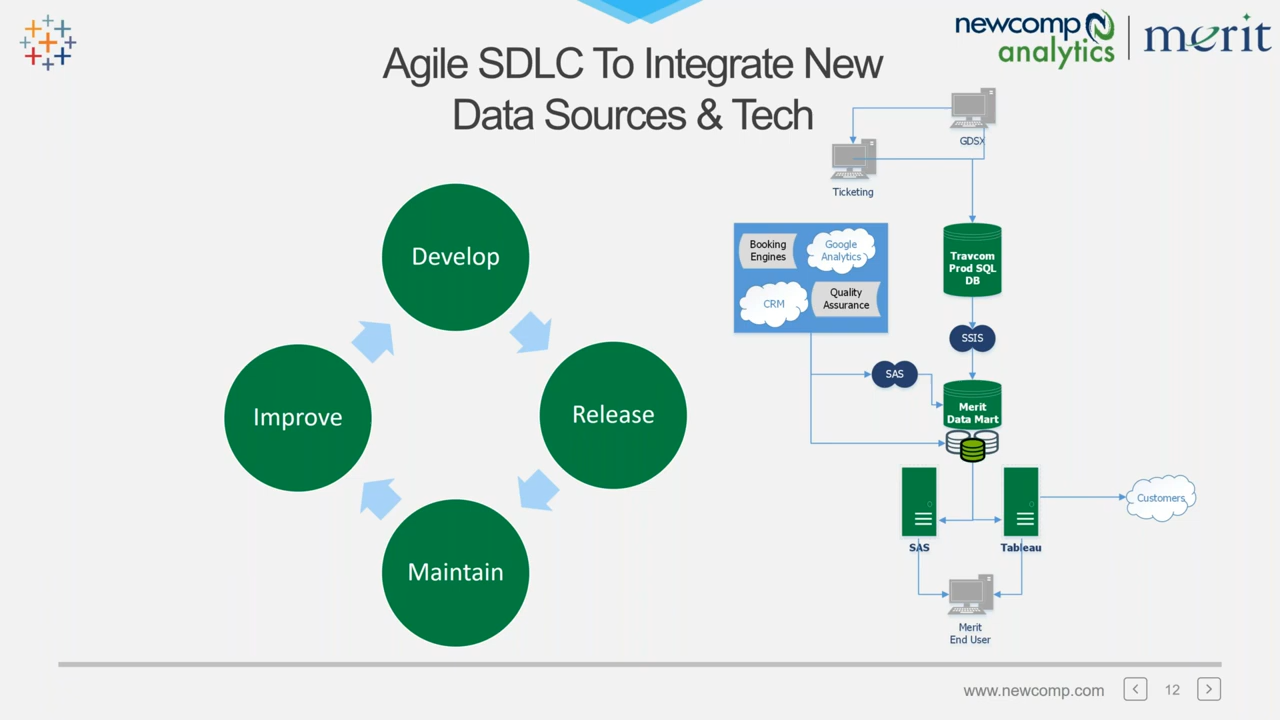 newcomp
analytics
merit
Agile SDLC To Integrate New
Data Sources & Tech
GDSX
Ticketing
Develop
Release
Maintain
Improve
Booking
Engines
Google
Analytics
CRM
Quality
Assurance
Travcom
Prod SQL
DB
SSIS
SAS
Merit
Data Mart
SAS
Tableau
Customers
Merit
End User
www.newcomp.com
12